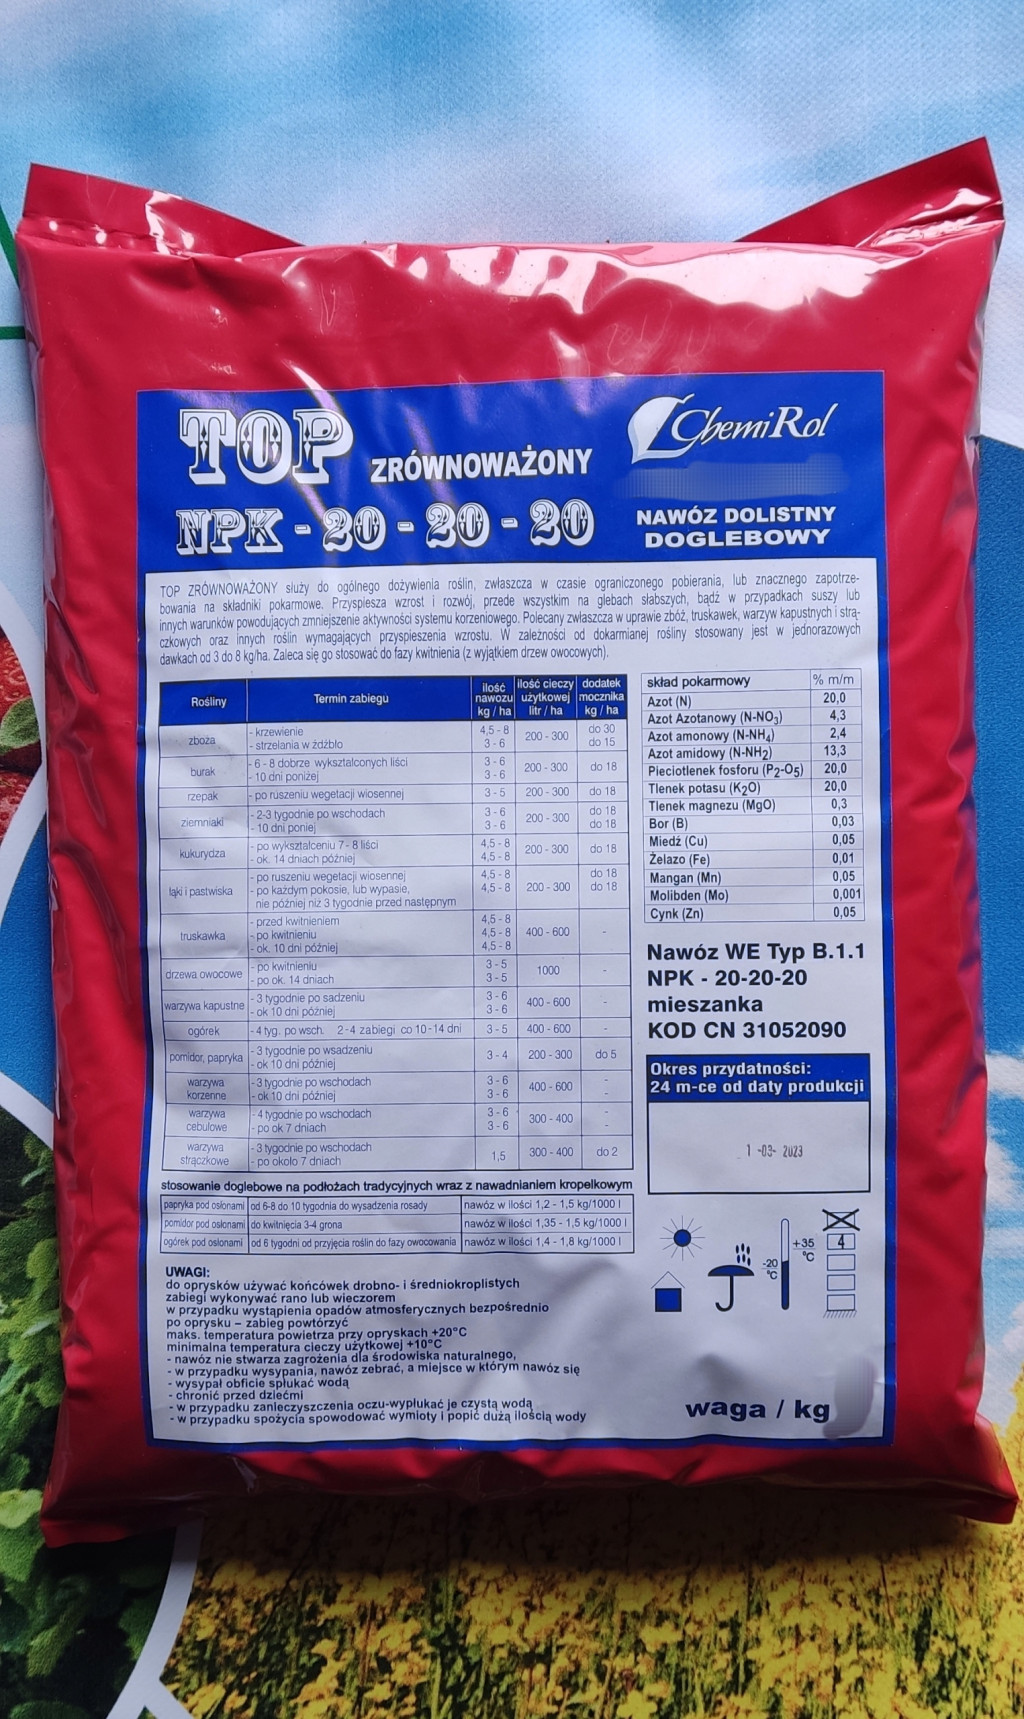 TOP ZRÓWNOWAŻONY
ChemiRol
NPK - 20 - 20 - 20
NAWÓZ DOLISTNY
DOGLEBOWY
TOP ZRÓWNOWAŻONY służy do ogólnego dożywienia roślin, zwłaszcza w czasie ograniczonego pobierania, lub znacznego zapotrze-
bowania na składniki pokarmowe. Przyspiesza wzrost i rozwój, przede wszystkim na glebach słabszych, bądź w przypadkach suszy lub
innych warunków powodujących zmniejszenie aktywności systemu korzeniowego. Polecany zwłaszcza w uprawie zbóż, truskawek, warzyw kapustnych i strą-
czkowych oraz innych roślin wymagających przyspieszenia wzrostu. W zależności od dokarmianej rośliny stosowany jest w jednorazowych
dawkach od 3 do 8 kg/ha. Zaleca się go stosować do fazy kwitnienia (z wyjątkiem drzew owocowych).
Rośliny Termin zabiegu ilość nawozu kg / ha ilość cieczy użytkowej litr / ha dodatek mocznika kg / ha
zboża - krzewienie 4,5 - 8 200 - 300 do 30
- strzelania w źdźbło 3 - 6 do 15
burak - 6 - 8 dobrze wykształconych liści 3 - 6 200 - 300 do 18
- 10 dni poniżej 3 - 6
rzepak - po ruszeniu wegetacji wiosennej 3 - 5 200 - 300 do 18
ziemniaki - 2-3 tygodnie po wschodach 3 - 6 200 - 300 do 18
- 10 dni poniej 3 - 6 do 18
kukurydza - po wykształceniu 7 - 8 liści 4,5 - 8 200 - 300 do 18
- ok. 14 dniach później 4,5 - 8
łąki i pastwiska - po ruszeniu wegetacji wiosennej 4,5 - 8 200 - 300 do 18
- po każdym pokosie, lub wypasie, 4,5 - 8 do 18
nie później niż 3 tygodnie przed następnym
truskawka - przed kwitnieniem 4,5 - 8 400 - 600 -
- po kwitnieniu 4,5 - 8
- ok. 10 dni później 4,5 - 8
drzewa owocowe - po kwitnieniu 3 - 5 1000 -
- po ok. 14 dniach 3 - 5
warzywa kapustne - 3 tygodnie po sadzeniu 3 - 6 400 - 600 -
- ok 10 dni później 3 - 6
ogórek - 4 tyg. po wsch. 2-4 zabiegi co 10-14 dni 3 - 5 400 - 600 -
pomidor, papryka - 3 tygodnie po wsadzeniu 3 - 4 200 - 300 do 5
- ok 10 dni później
warzywa korzenne - 3 tygodnie po wschodach 3 - 6 400 - 600 -
- ok 10 dni później 3 - 6 -
warzywa cebulowe - 4 tygodnie po wschodach 3 - 6 300 - 400 -
- po ok 7 dniach 3 - 6 -
warzywa strączkowe - 3 tygodnie po wschodach 1,5 300 - 400 do 2
- po około 7 dniach
stosowanie doglebowe na podłożach tradycyjnych wraz z nawadnianiem kropelkowym
papryka pod osłonami od 6-8 do 10 tygodnia do wysadzenia rosady nawóz w ilości 1,2 - 1,5 kg/1000 l
pomidor pod osłonami do kwitnięcia 3-4 grona nawóz w ilości 1,35 - 1,5 kg/1000 l
ogórek pod osłonami od 6 tygodni od przyjęcia roślin do fazy owocowania nawóz w ilości 1,4 - 1,8 kg/1000 l
UWAGI:
do oprysków używać końcówek drobno- i średniokroplistych
zabiegi wykonywać rano lub wieczorem
w przypadku wystąpienia opadów atmosferycznych bezpośrednio
po oprysku – zabieg powtórzyć
maks. temperatura powietrza przy opryskach +20°C
minimalna temperatura cieczy użytkowej +10°C
- nawóz nie stwarza zagrożenia dla środowiska naturalnego,
- w przypadku wysypania, nawóz zebrać, a miejsce w którym nawóz się
- wysypał obficie spłukać wodą
- chronić przed dziećmi
- w przypadku zanieczyszczenia oczu-wypłukać je czystą wodą
- w przypadku spożycia spowodować wymioty i popić dużą ilością wody
skład pokarmowy % m/m
Azot (N) 20,0
Azot Azotanowy (N-NO3) 4,3
Azot amonowy (N-NH4) 2,4
Azot amidowy (N-NH2) 13,3
Pięciotlenek fosforu (P2-O5) 20,0
Tlenek potasu (K2O) 20,0
Tlenek magnezu (MgO) 0,3
Bor (B) 0,03
Miedź (Cu) 0,05
Żelazo (Fe) 0,01
Mangan (Mn) 0,05
Molibden (Mo) 0,001
Cynk (Zn) 0,05
Nawóz WE Typ B.1.1
NPK - 20-20-20
mieszanka
KOD CN 31052090
Okres przydatności:
24 m-ce od daty produkcji
1 -03- 2023
-20 °C
+35 °C
4
waga / kg